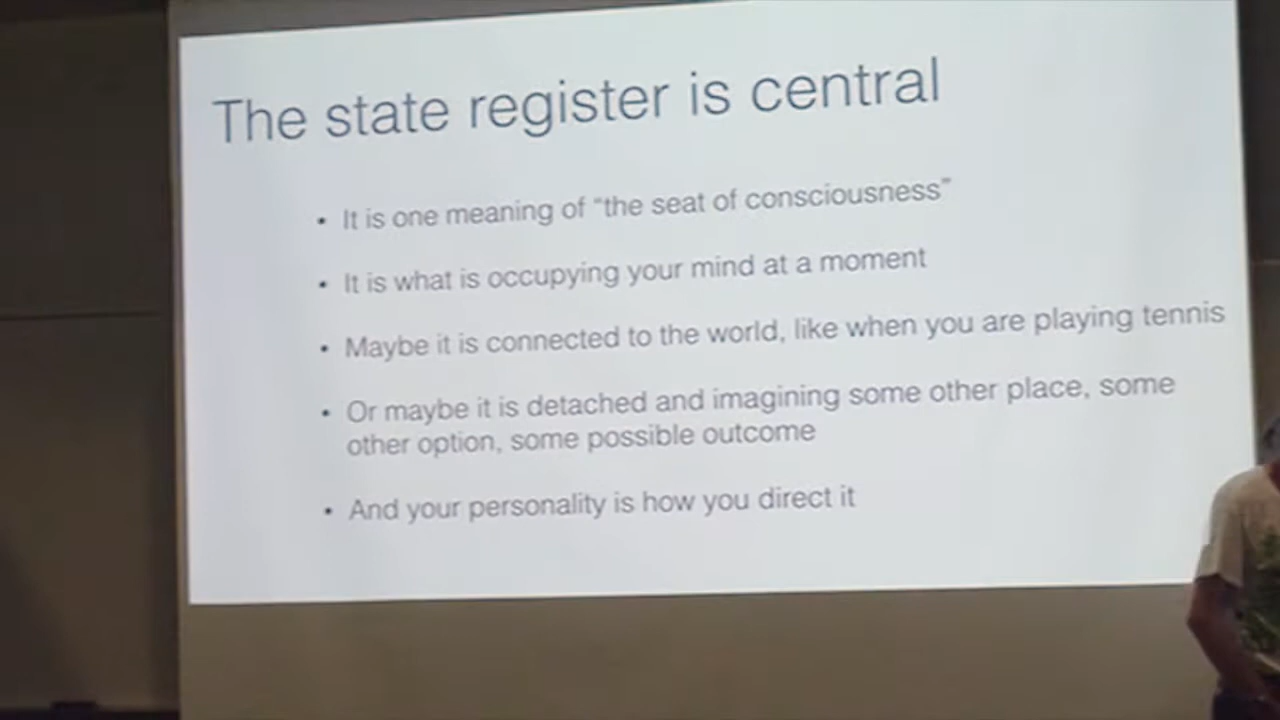 The state register is central
• It is one meaning of “the seat of consciousness”
• It is what is occupying your mind at a moment
• Maybe it is connected to the world, like when you are playing tennis
• Or maybe it is detached and imagining some other place, some
other option, some possible outcome
• And your personality is how you direct it